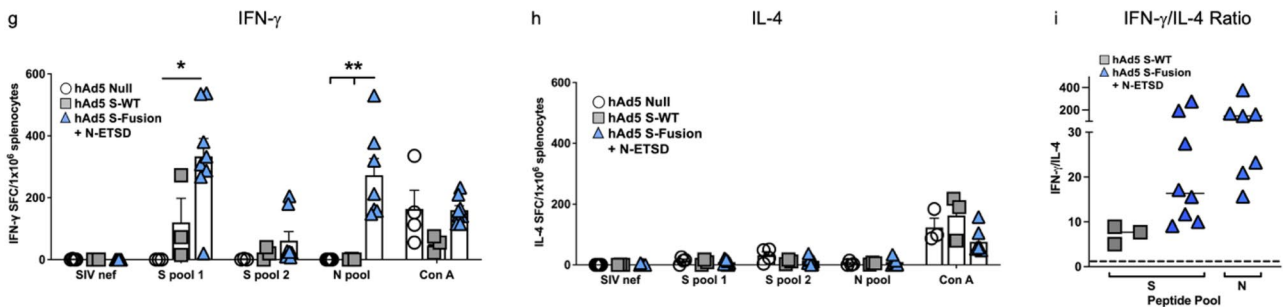 g
IFN-γ
IFN-γ SFC/1x10⁶ splenocytes
600
400
200
0
hAd5 Null
hAd5 S-WT
hAd5 S-Fusion
+ N-ETSD
*
**
SIV nef
S pool 1
S pool 2
N pool
Con A
h
IL-4
IL-4 SFC/1x10⁶ splenocytes
600
400
200
0
hAd5 Null
hAd5 S-WT
hAd5 S-Fusion
+ N-ETSD
SIV nef
S pool 1
S pool 2
N pool
Con A
i
IFN-γ/IL-4 Ratio
hAd5 S-WT
hAd5 S-Fusion
+ N-ETSD
IFN-γ/IL-4
400
200
30
20
10
0
S
N
Peptide Pool